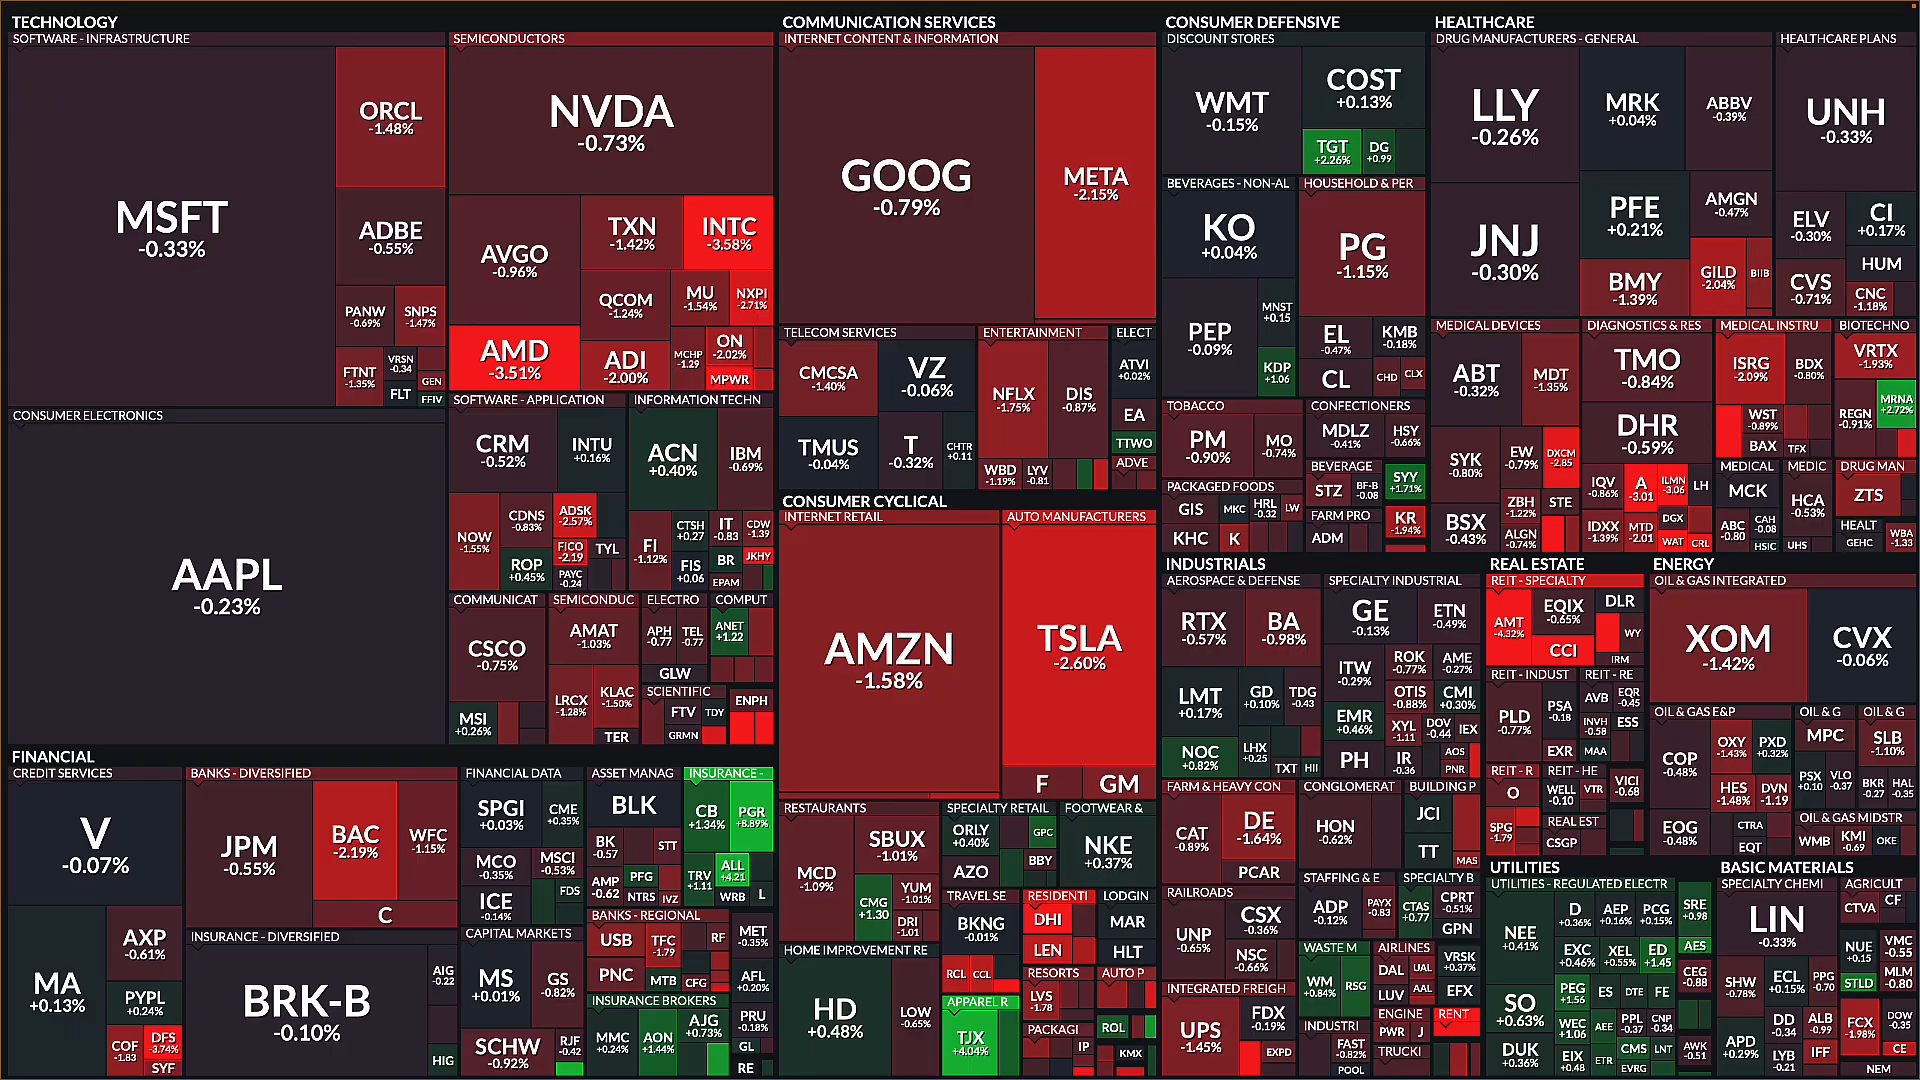 TECHNOLOGY
SOFTWARE - INFRASTRUCTURE
MSFT
-0.33%
ORCL
-1.48%
ADBE
-0.55%
PANW
-0.69%
SNPS
-1.47%
FTNT
-1.35%
VRSN
-0.34
GEN
FLT
FFIV
SEMICONDUCTORS
NVDA
-0.73%
AVGO
-0.96%
TXN
-1.42%
INTC
-3.58%
QCOM
-1.24%
MU
-1.54%
NXPI
-2.71%
AMD
-3.51%
ADI
-2.00%
MCHP
-1.29
ON
-2.02%
MPWR
CONSUMER ELECTRONICS
AAPL
-0.23%
SOFTWARE - APPLICATION
CRM
-0.52%
INTU
+0.16%
NOW
-1.55%
CDNS
-0.83%
ADSK
-2.57%
ROP
+0.45%
FICO
-2.19
TYL
PAYC
-0.24
INFORMATION TECHN
ACN
+0.40%
IBM
-0.69%
FI
-1.12%
CTSH
+0.27
IT
-0.83
CDW
-1.39
FIS
+0.06
BR
JKHY
EPAM
COMMUNICAT
CSCO
-0.75%
MSI
+0.26%
SEMICONDUC
AMAT
-1.03%
LRCX
-1.28%
KLAC
-1.50%
TER
ELECTRO
APH
-0.77
TEL
-0.77
GLW
COMPUT
ANET
+1.22
SCIENTIFIC
FTV
TDY
GRMN
ENPH
COMMUNICATION SERVICES
INTERNET CONTENT & INFORMATION
GOOG
-0.79%
META
-2.15%
TELECOM SERVICES
CMCSA
-1.40%
VZ
-0.06%
TMUS
-0.04%
T
-0.32%
CHTR
+0.11
ENTERTAINMENT
NFLX
-1.75%
DIS
-0.87%
WBD
-1.19%
LYV
-0.81
ELECT
ATVI
+0.02%
EA
TTWO
ADVE
CONSUMER CYCLICAL
INTERNET RETAIL
AMZN
-1.58%
AUTO MANUFACTURERS
TSLA
-2.60%
F
GM
RESTAURANTS
MCD
-1.09%
SBUX
-1.01%
CMG
+1.30
YUM
-1.01%
DRI
-1.01
SPECIALTY RETAIL
ORLY
+0.40%
GPC
AZO
BBY
FOOTWEAR &
NKE
+0.37%
HOME IMPROVEMENT RE
HD
+0.48%
LOW
-0.65%
TRAVEL SE
BKNG
-0.01%
RCL
CCL
RESIDENTI
DHI
LEN
LODGIN
MAR
HLT
APPAREL R
TJX
+4.04%
RESORTS
LVS
-1.78
AUTO P
PACKAGI
IP
ROL
KMX
CONSUMER DEFENSIVE
DISCOUNT STORES
WMT
-0.15%
COST
+0.13%
TGT
+2.26%
DG
+0.99
BEVERAGES - NON-AL
KO
+0.04%
PEP
-0.09%
MNST
+0.15
KDP
+1.06
HOUSEHOLD & PER
PG
-1.15%
EL
-0.47%
KMB
-0.18%
CL
CHD
CLX
TOBACCO
PM
-0.90%
MO
-0.74%
CONFECTIONERS
MDLZ
-0.41%
HSY
-0.66%
PACKAGED FOODS
GIS
MKC
HRL
-0.32
LW
KHC
K
BEVERAGE
STZ
BF-B
-0.08
SYY
+1.71%
FARM PRO
ADM
KR
-1.94%
HEALTHCARE
DRUG MANUFACTURERS - GENERAL
LLY
-0.26%
MRK
+0.04%
ABBV
-0.39%
JNJ
-0.30%
PFE
+0.21%
AMGN
-0.47%
BMY
-1.39%
GILD
-2.04%
BIIB
HEALTHCARE PLANS
UNH
-0.33%
ELV
-0.30%
CI
+0.17%
CVS
-0.71%
HUM
CNC
-1.18%
MEDICAL DEVICES
ABT
-0.32%
MDT
-1.35%
SYK
-0.80%
EW
-0.79%
DXCM
-2.85
BSX
-0.43%
ZBH
-1.22%
STE
ALGN
-0.74%
DIAGNOSTICS & RES
TMO
-0.84%
DHR
-0.59%
IQV
-0.86%
A
-3.01
ILMN
-3.06
LH
IDXX
-1.39%
MTD
-2.01
DGX
WAT
CRL
MEDICAL INSTRU
ISRG
-2.09%
BDX
-0.80%
WST
-0.89%
BAX
TFX
BIOTECHNO
VRTX
-1.93%
REGN
-0.91%
MRNA
+2.72%
MEDICAL
MCK
ABC
-0.80
CAH
-0.08
HSIC
MEDIC
HCA
-0.53%
UHS
DRUG MAN
ZTS
HEALT
GEHC
WBA
-1.33
INDUSTRIALS
AEROSPACE & DEFENSE
RTX
-0.57%
BA
-0.98%
LMT
+0.17%
GD
+0.10%
TDG
-0.43
NOC
+0.82%
LHX
+0.25
TXT
HII
SPECIALTY INDUSTRIAL
GE
-0.13%
ETN
-0.49%
ITW
-0.29%
ROK
-0.77%
AME
-0.27%
EMR
+0.46%
OTIS
-0.88%
CMI
+0.30%
XYL
-1.11
DOV
-0.44
IEX
PH
IR
-0.36
AOS
PNR
FARM & HEAVY CON
CAT
-0.89%
DE
-1.64%
PCAR
CONGLOMERAT
HON
-0.62%
BUILDING P
JCI
TT
MAS
RAILROADS
UNP
-0.65%
CSX
-0.36%
NSC
-0.66%
STAFFING & E
ADP
-0.12%
PAYX
-0.83
SPECIALTY B
CTAS
+0.77
CPRT
-0.51%
GPN
INTEGRATED FREIGH
UPS
-1.45%
FDX
-0.19%
EXPD
WASTE M
WM
+0.84%
RSG
AIRLINES
DAL
UAL
LUV
AAL
VRSK
+0.37%
EFX
INDUSTRI
FAST
-0.82%
POOL
ENGINE
PWR
J
RENT
TRUCKI
REAL ESTATE
REIT - SPECIALTY
AMT
-4.32%
EQIX
-0.65%
DLR
CCI
WY
IRM
REIT - INDUST
PLD
-0.77%
PSA
-0.18
EXR
REIT - RE
AVB
EQR
-0.45
INVH
-0.58
ESS
MAA
REIT - R
O
SPG
-1.79
REIT - HE
WELL
-0.10
VTR
VICI
-0.68
REAL EST
CSGP
ENERGY
OIL & GAS INTEGRATED
XOM
-1.42%
CVX
-0.06%
OIL & GAS E&P
COP
-0.48%
OXY
-1.43%
PXD
+0.32%
HES
-1.48%
DVN
-1.19
EOG
-0.48%
CTRA
EQT
OIL & G
MPC
PSX
+0.10
VLO
-0.37
OIL & G
SLB
-1.10%
BKR
-0.27
HAL
-0.35
OIL & GAS MIDSTR
WMB
KMI
-0.69
OKE
UTILITIES
UTILITIES - REGULATED ELECTR
NEE
+0.41%
D
+0.36%
AEP
+0.16%
PCG
+0.15%
EXC
+0.46%
XEL
+0.55%
ED
+1.45
SO
+0.63%
PEG
+1.56
ES
DTE
FE
WEC
+1.06
AEE
PPL
-0.37
CNP
-0.34
DUK
+0.36%
EIX
+0.48
ETR
CMS
LNT
EVRG
SRE
+0.98
AES
CEG
-0.88
AWK
-0.51
BASIC MATERIALS
SPECIALTY CHEMI
LIN
-0.33%
SHW
-0.78%
ECL
+0.15%
PPG
-0.70
APD
+0.29%
DD
-0.34
ALB
-0.99
LYB
-0.21
IFF
AGRICULT
CTVA
CF
NUE
+0.15
VMC
-0.55
STLD
MLM
-0.80
FCX
-1.98%
DOW
-0.35
CE
NEM
FINANCIAL
CREDIT SERVICES
V
-0.07%
MA
+0.13%
AXP
-0.61%
PYPL
+0.24%
COF
-1.83
DFS
-3.74%
SYF
BANKS - DIVERSIFIED
JPM
-0.55%
BAC
-2.19%
WFC
-1.15%
C
INSURANCE - DIVERSIFIED
BRK-B
-0.10%
AIG
-0.22
HIG
FINANCIAL DATA
SPGI
+0.03%
CME
+0.35%
MCO
-0.35%
MSCI
-0.53%
ICE
-0.14%
FDS
CAPITAL MARKETS
MS
+0.01%
GS
-0.82%
SCHW
-0.92%
RJF
-0.42
ASSET MANAG
BLK
BK
-0.57
STT
AMP
-0.62
PFG
NTRS
IVZ
INSURANCE -
CB
+1.34%
PGR
+8.89%
TRV
+1.11
ALL
+4.21
WRB
L
BANKS - REGIONAL
USB
TFC
-1.79
RF
PNC
MTB
CFG
MET
-0.35%
AFL
+0.20%
PRU
-0.18%
GL
RE
INSURANCE BROKERS
MMC
+0.24%
AON
+1.44%
AJG
+0.73%